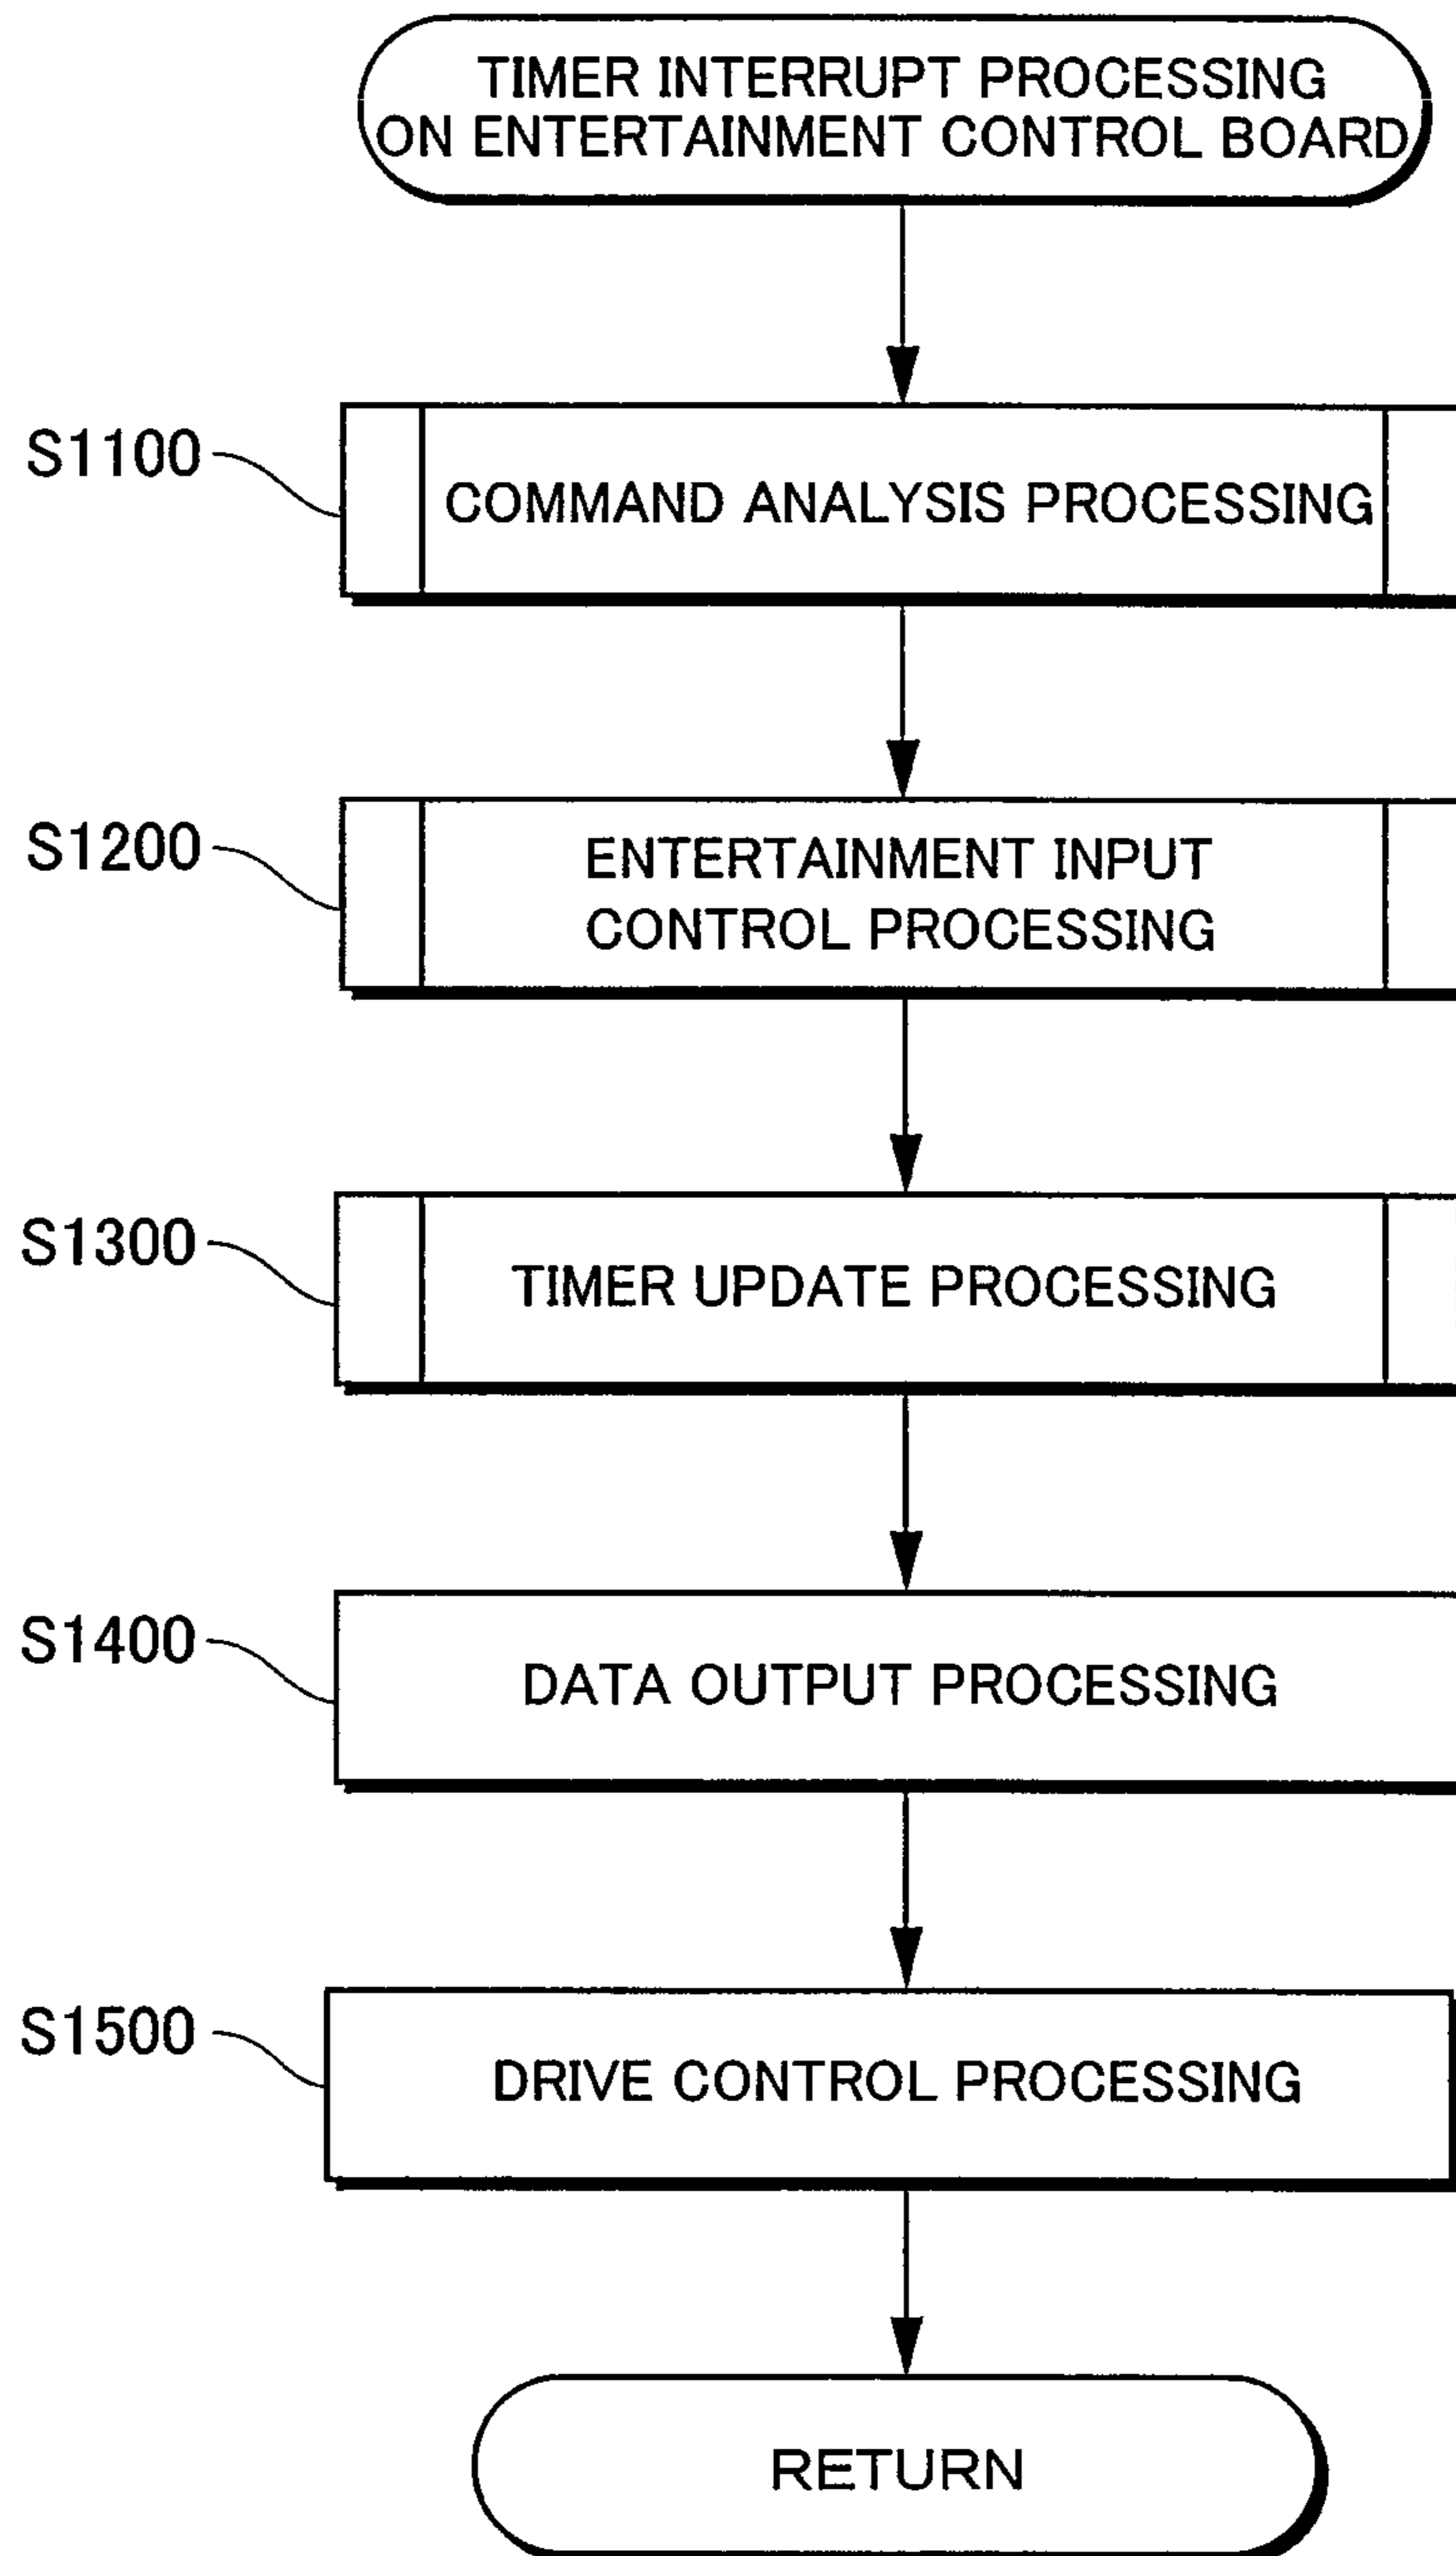 TIMER INTERRUPT PROCESSING
ON ENTERTAINMENT CONTROL BOARD
S1100
COMMAND ANALYSIS PROCESSING
S1200
ENTERTAINMENT INPUT
CONTROL PROCESSING
S1300
TIMER UPDATE PROCESSING
S1400
DATA OUTPUT PROCESSING
S1500
DRIVE CONTROL PROCESSING
RETURN